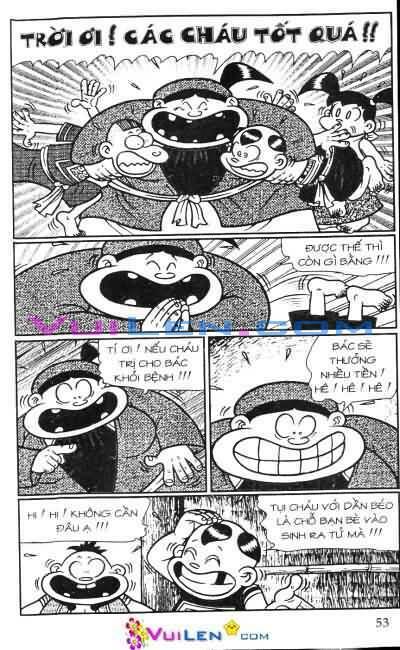 TRỜI ƠI! CÁC CHÁU TỐT QUÁ!!
ĐƯỢC THẾ THÌ
CÒN GÌ BẰNG!!!
VUILEN.COM
TÍ ƠI! NẾU CHÁU
TRỊ CHO BÁC
KHỎI BỆNH!!!
BÁC SẼ
THƯỞNG
NHIỀU TIỀN!
HÊ! HÊ! HÊ!
HI! HI! KHÔNG CẦN
ĐÂU Ạ!!!
TỤI CHÁU VỚI DẦN BÉO
LÀ CHỖ BẠN BÈ VÀO
SINH RA TỬ MÀ!!!
53
VUILEN.COM